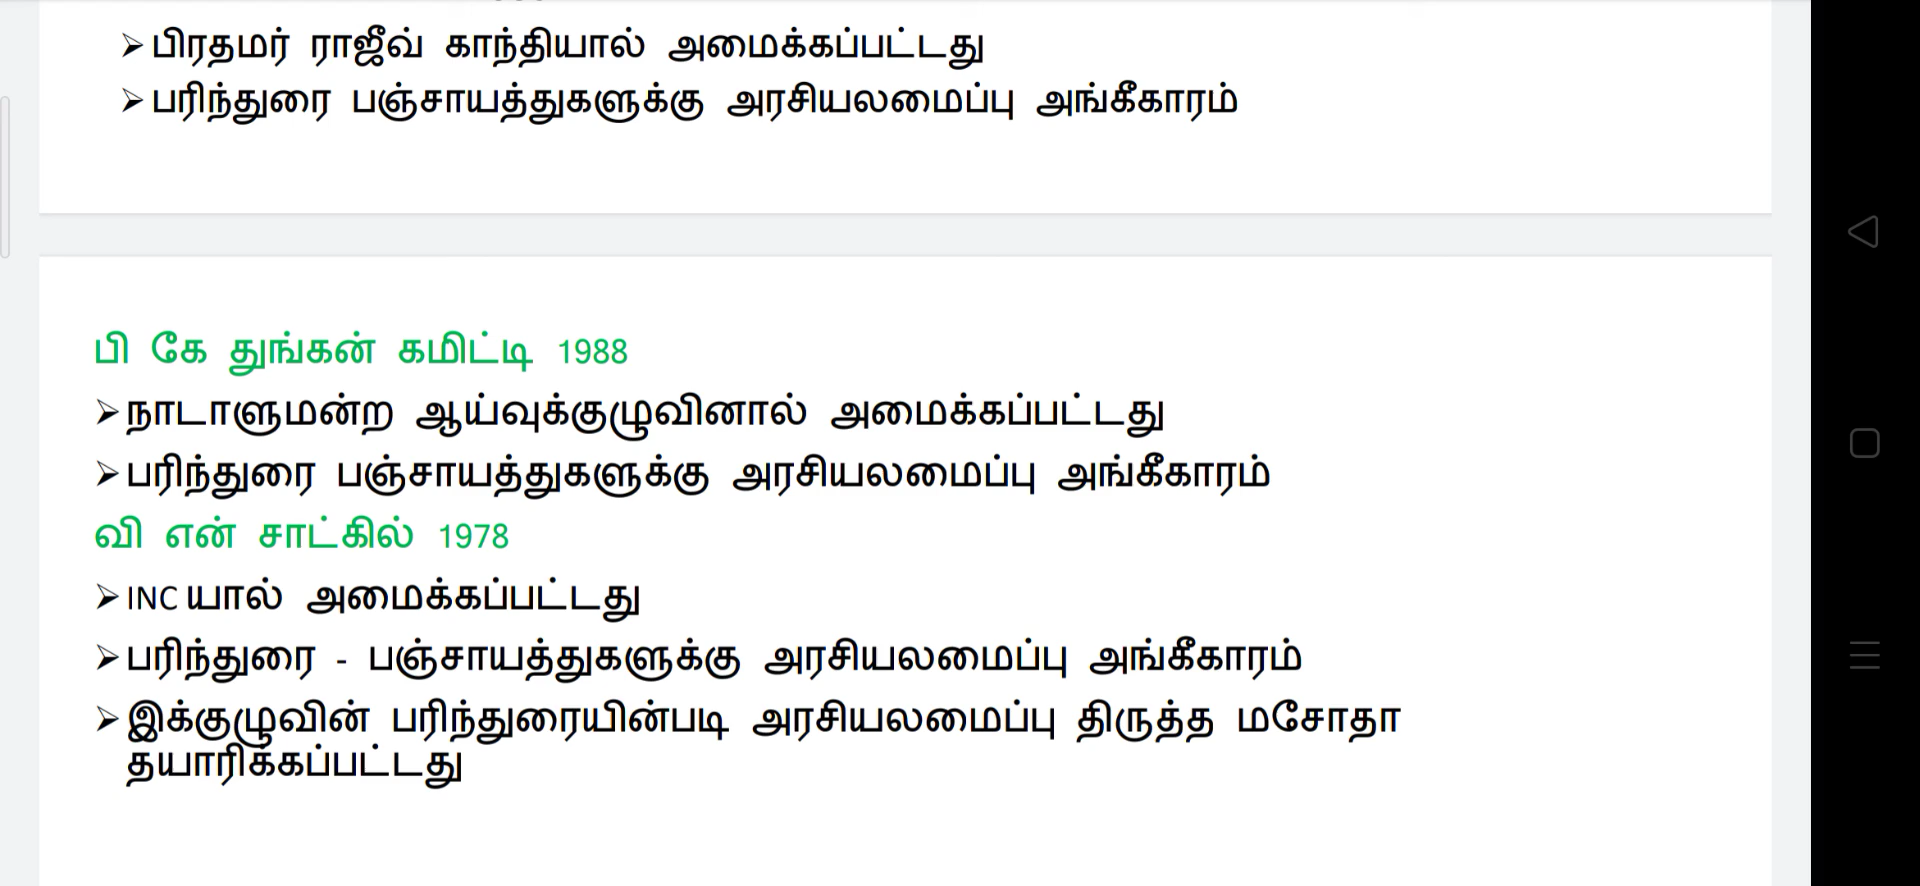 ➢பிரதமர் ராஜீவ் காந்தியால் அமைக்கப்பட்டது
➢பரிந்துரை பஞ்சாயத்துகளுக்கு அரசியலமைப்பு அங்கீகாரம்
பி கே துங்கன் கமிட்டி 1988
➢நாடாளுமன்ற ஆய்வுக்குழுவினால் அமைக்கப்பட்டது
➢பரிந்துரை பஞ்சாயத்துகளுக்கு அரசியலமைப்பு அங்கீகாரம்
வி என் சாட்கில் 1978
➢INC யால் அமைக்கப்பட்டது
➢பரிந்துரை - பஞ்சாயத்துகளுக்கு அரசியலமைப்பு அங்கீகாரம்
➢இக்குழுவின் பரிந்துரையின்படி அரசியலமைப்பு திருத்த மசோதா
தயாரிக்கப்பட்டது